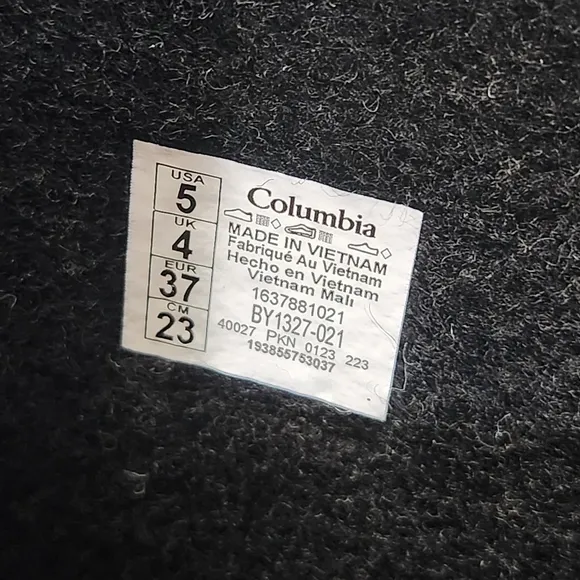 USA
5
UK
4
EUR
37
CM
23
Columbia
MADE IN VIETNAM
Fabriqué Au Vietnam
Hecho en Vietnam
Vietnam Mali
1637881021
BY1327-021
40027 PKN 0123 223
193855753037